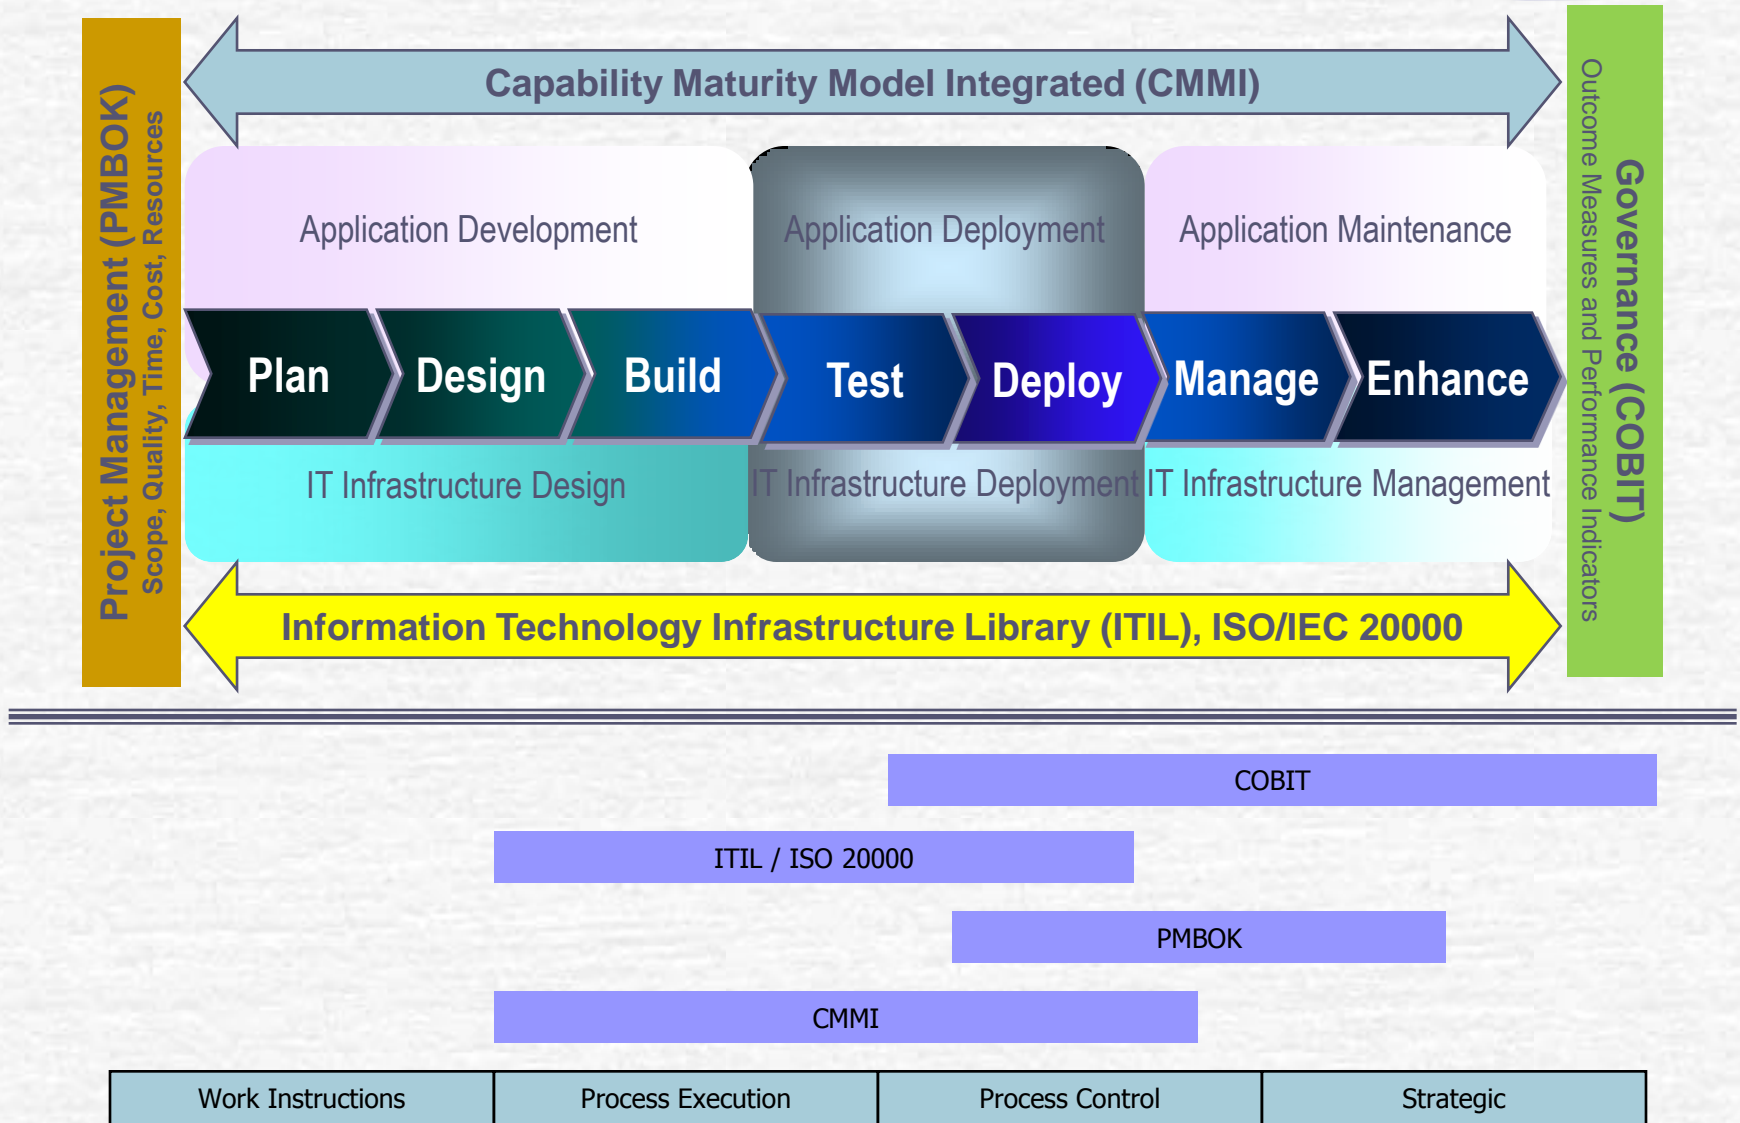 Capability Maturity Model Integrated (CMMI)
Project Management (PMBOK)
Scope, Quality, Time, Cost, Resources
Governance (COBIT)
Outcome Measures and Performance Indicators
Application Development
Application Deployment
Application Maintenance
Plan
Design
Build
Test
Deploy
Manage
Enhance
IT Infrastructure Design
IT Infrastructure Deployment
IT Infrastructure Management
Information Technology Infrastructure Library (ITIL), ISO/IEC 20000
COBIT
ITIL / ISO 20000
PMBOK
CMMI
Work Instructions
Process Execution
Process Control
Strategic